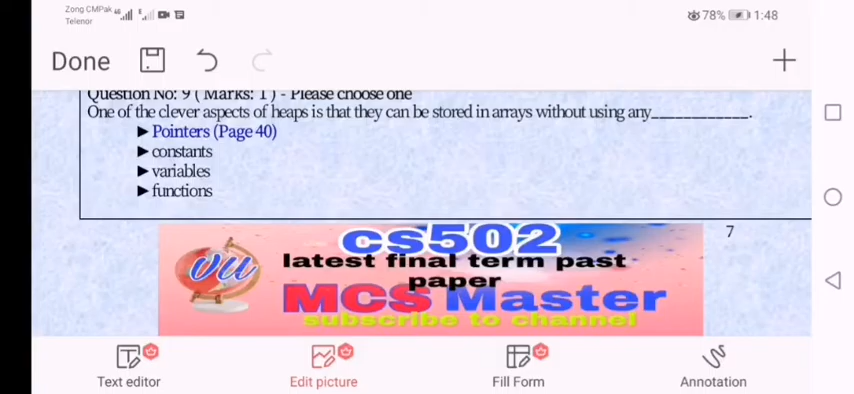 Zong CMPak 4G E
Telenor
78% 1:48
Done
Question No: 9 ( Marks: 1 ) - Please choose one
One of the clever aspects of heaps is that they can be stored in arrays without using any____________.
► Pointers (Page 40)
► constants
► variables
► functions
7
vu
cs502
latest final term past
paper
MCS Master
subscribe to channel
Text editor
Edit picture
Fill Form
Annotation